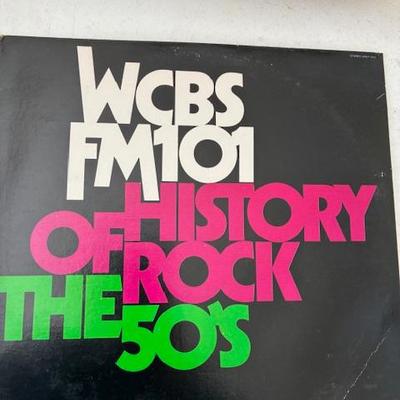 WCBS
FM101
HISTORY
OF ROCK
THE 50'S